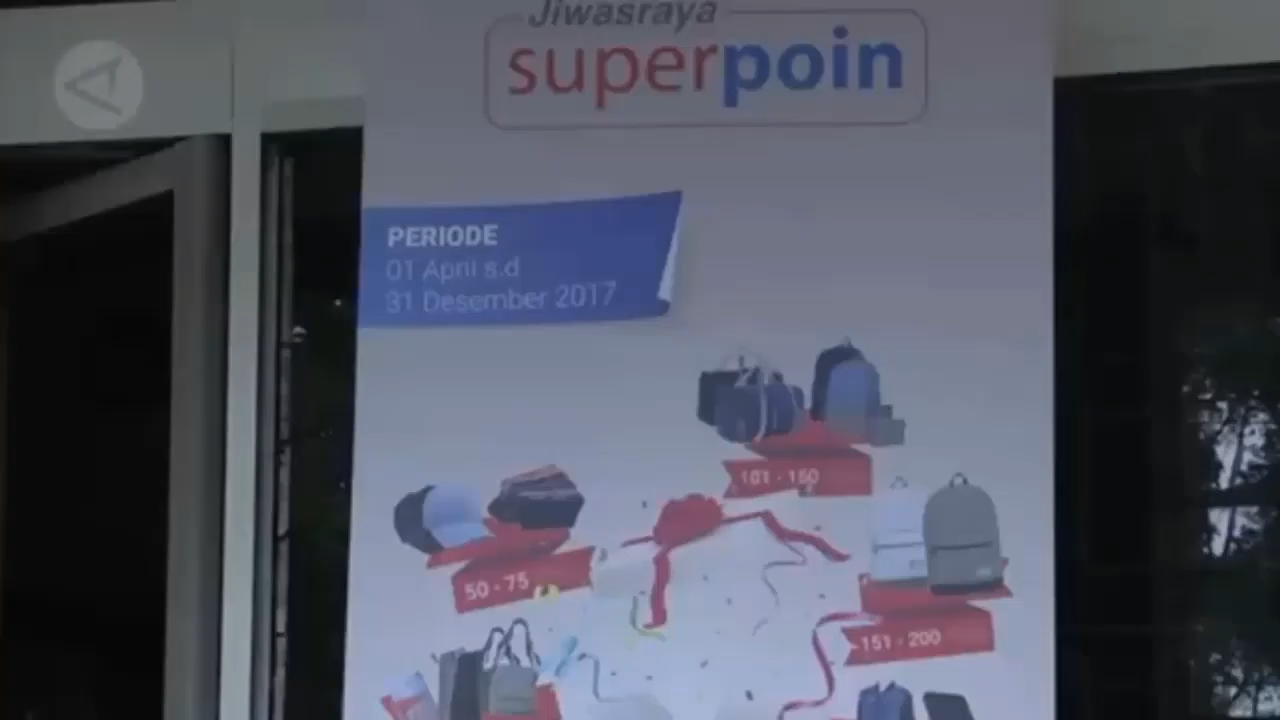 Jiwasraya
superpoin
PERIODE
01 April s.d
31 Desember 2017
101 - 150
50 - 75
151 - 200